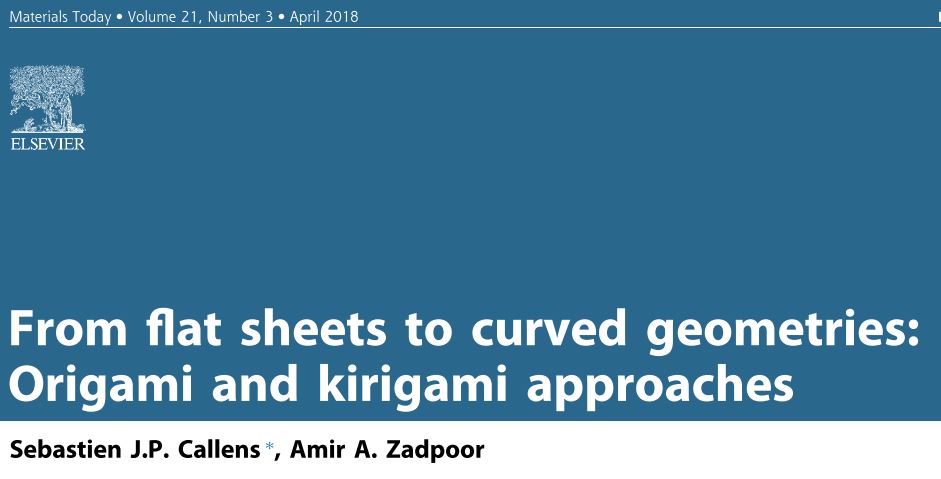 Materials Today • Volume 21, Number 3 • April 2018
ELSEVIER
From flat sheets to curved geometries:
Origami and kirigami approaches
Sebastien J.P. Callens *, Amir A. Zadpoor